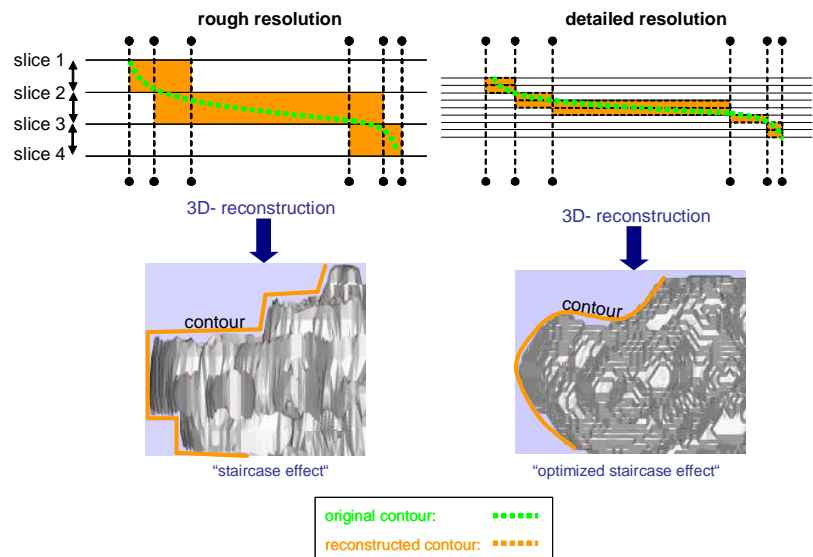 rough resolution
detailed resolution
slice 1
slice 2
slice 3
slice 4
3D- reconstruction
3D- reconstruction
contour
contour
"staircase effect"
"optimized staircase effect"
original contour:
reconstructed contour: